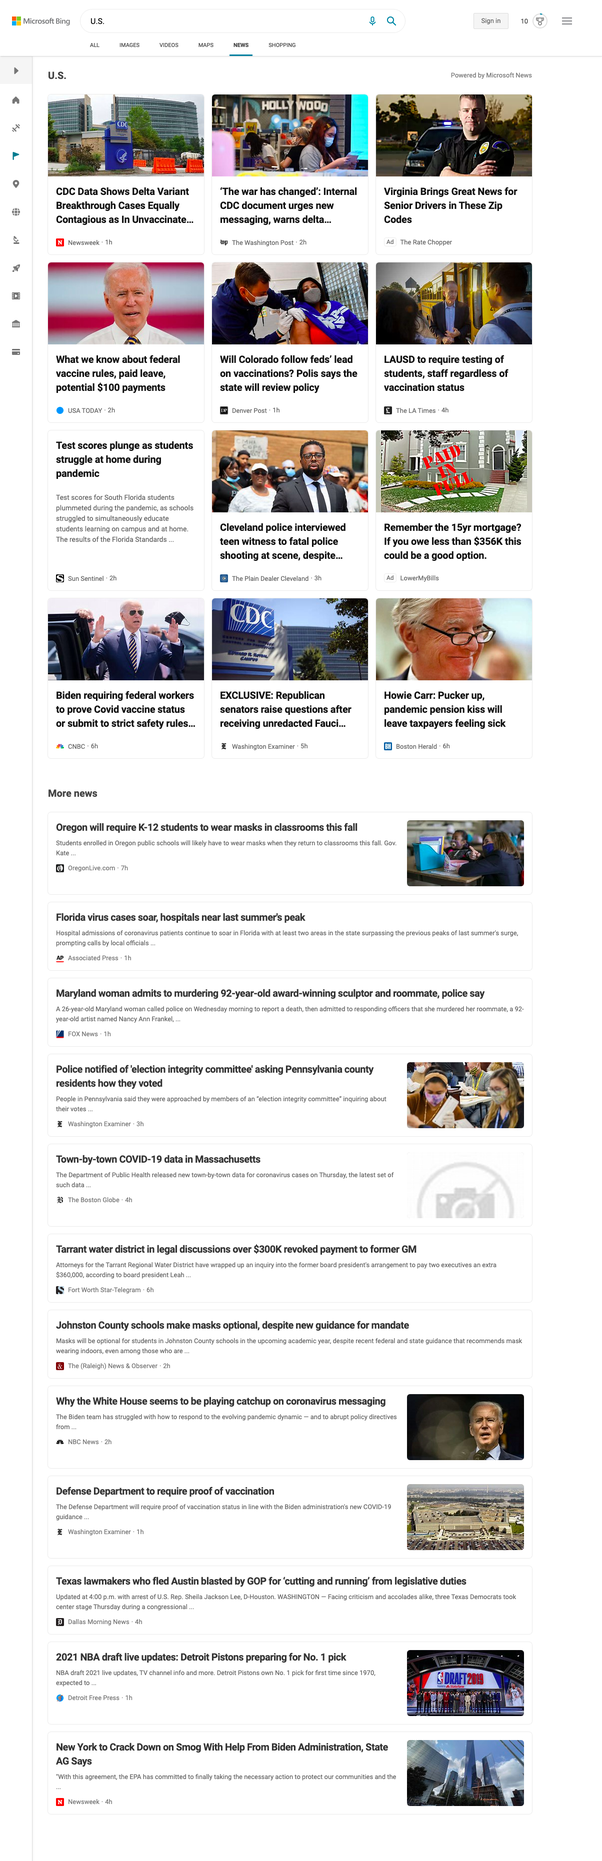 Microsoft Bing
U.S.
Sign in
10
ALL IMAGES VIDEOS MAPS NEWS SHOPPING
U.S.
Powered by Microsoft News
CDC
CDC Data Shows Delta Variant
Breakthrough Cases Equally
Contagious as In Unvaccinate...
Newsweek · 1h
HOLLYWOOD
'The war has changed': Internal
CDC document urges new
messaging, warns delta...
wp The Washington Post · 2h
Virginia Brings Great News for
Senior Drivers in These Zip
Codes
Ad The Rate Chopper
What we know about federal
vaccine rules, paid leave,
potential $100 payments
USA TODAY · 2h
Will Colorado follow feds' lead
on vaccinations? Polis says the
state will review policy
DP Denver Post · 1h
LAUSD to require testing of
students, staff regardless of
vaccination status
The LA Times · 4h
Test scores plunge as students
struggle at home during
pandemic
Test scores for South Florida students
plummeted during the pandemic, as schools
struggled to simultaneously educate
students learning on campus and at home.
The results of the Florida Standards ...
Sun Sentinel · 2h
Cleveland police interviewed
teen witness to fatal police
shooting at scene, despite...
The Plain Dealer Cleveland · 3h
PAID
IN
FULL
Remember the 15yr mortgage?
If you owe less than $356K this
could be a good option.
Ad LowerMyBills
Biden requiring federal workers
to prove Covid vaccine status
or submit to strict safety rules...
CNBC · 6h
CDC
EXCLUSIVE: Republican
senators raise questions after
receiving unredacted Fauci...
Washington Examiner · 5h
Howie Carr: Pucker up,
pandemic pension kiss will
leave taxpayers feeling sick
Boston Herald · 6h
More news
Oregon will require K-12 students to wear masks in classrooms this fall
Students enrolled in Oregon public schools will likely have to wear masks when they return to classrooms this fall. Gov.
Kate ...
OregonLive.com · 7h
Florida virus cases soar, hospitals near last summer's peak
Hospital admissions of coronavirus patients continue to soar in Florida with at least two areas in the state surpassing the previous peaks of last summer's surge,
prompting calls by local officials ...
AP Associated Press · 1h
Maryland woman admits to murdering 92-year-old award-winning sculptor and roommate, police say
A 26-year-old Maryland woman called police on Wednesday morning to report a death, then admitted to responding officers that she murdered her roommate, a 92-
year-old artist named Nancy Ann Frankel, ...
FOX News · 1h
Police notified of 'election integrity committee' asking Pennsylvania county
residents how they voted
People in Pennsylvania said they were approached by members of an "election integrity committee" inquiring about
their votes ...
Washington Examiner · 3h
Town-by-town COVID-19 data in Massachusetts
The Department of Public Health released new town-by-town data for coronavirus cases on Thursday, the latest set of
such data ...
The Boston Globe · 4h
Tarrant water district in legal discussions over $300K revoked payment to former GM
Attorneys for the Tarrant Regional Water District have wrapped up an inquiry into the former board president's arrangement to pay two executives an extra
$360,000, according to board president Leah ...
Fort Worth Star-Telegram · 6h
Johnston County schools make masks optional, despite new guidance for mandate
Masks will be optional for students in Johnston County schools in the upcoming academic year, despite recent federal and state guidance that recommends mask
wearing indoors, even among those who are ...
The (Raleigh) News & Observer · 2h
Why the White House seems to be playing catchup on coronavirus messaging
The Biden team has struggled with how to respond to the evolving pandemic dynamic — and to abrupt policy directives
from ...
NBC News · 2h
Defense Department to require proof of vaccination
The Defense Department will require proof of vaccination status in line with the Biden administration's new COVID-19
guidance ...
Washington Examiner · 1h
Texas lawmakers who fled Austin blasted by GOP for 'cutting and running' from legislative duties
Updated at 4:00 p.m. with arrest of U.S. Rep. Sheila Jackson Lee, D-Houston. WASHINGTON — Facing criticism and accolades alike, three Texas Democrats took
center stage Thursday during a congressional ...
Dallas Morning News · 4h
2021 NBA draft live updates: Detroit Pistons preparing for No. 1 pick
NBA draft 2021 live updates, TV channel info and more. Detroit Pistons own No. 1 pick for first time since 1970,
expected to ...
Detroit Free Press · 1h
DRAFT 2019
New York to Crack Down on Smog With Help From Biden Administration, State
AG Says
"With this agreement, the EPA has committed to finally taking the necessary action to protect our communities and the
...
Newsweek · 4h